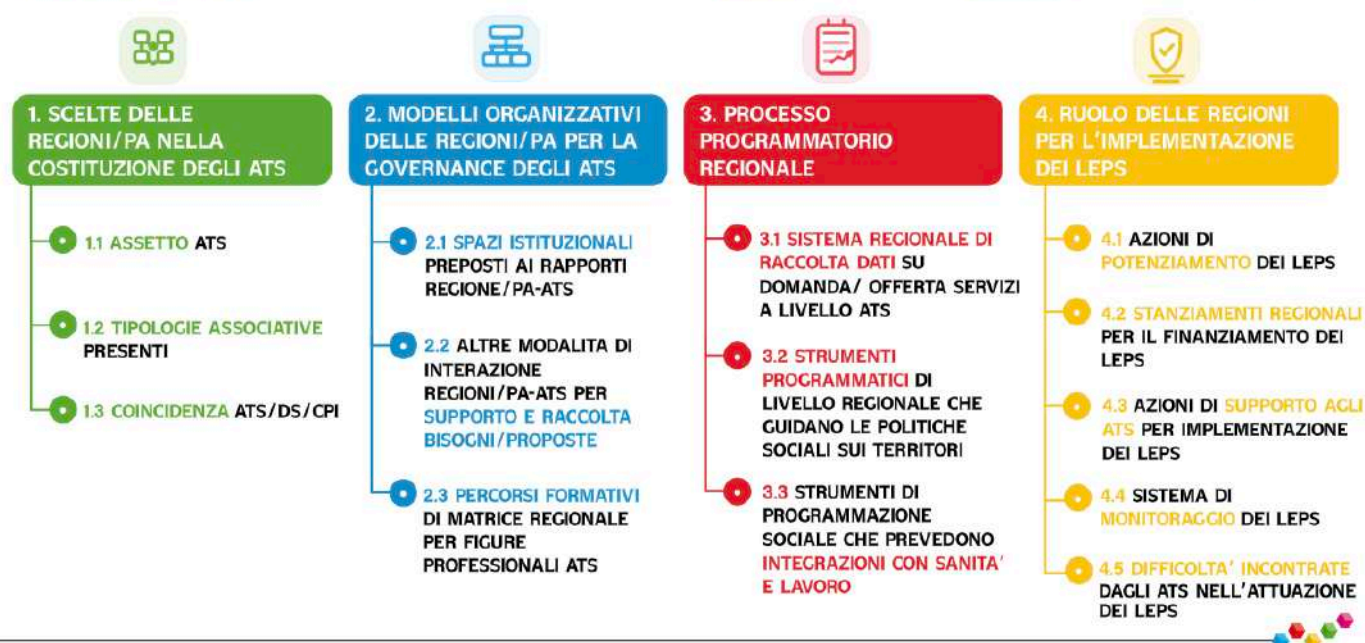 1. SCELTE DELLE
REGIONI/PA NELLA
COSTITUZIONE DEGLI ATS
1.1 ASSETTO ATS
1.2 TIPOLOGIE ASSOCIATIVE
PRESENTI
1.3 COINCIDENZA ATS/DS/CPI
2. MODELLI ORGANIZZATIVI
DELLE REGIONI/PA PER LA
GOVERNANCE DEGLI ATS
2.1 SPAZI ISTITUZIONALI
PREPOSTI AI RAPPORTI
REGIONE/PA-ATS
2.2 ALTRE MODALITA DI
INTERAZIONE
REGIONI/PA-ATS PER
SUPPORTO E RACCOLTA
BISOGNI/PROPOSTE
2.3 PERCORSI FORMATIVI
DI MATRICE REGIONALE
PER FIGURE
PROFESSIONALI ATS
3. PROCESSO
PROGRAMMATORIO
REGIONALE
3.1 SISTEMA REGIONALE DI
RACCOLTA DATI SU
DOMANDA/ OFFERTA SERVIZI
A LIVELLO ATS
3.2 STRUMENTI
PROGRAMMATICI DI
LIVELLO REGIONALE CHE
GUIDANO LE POLITICHE
SOCIALI SUI TERRITORI
3.3 STRUMENTI DI
PROGRAMMAZIONE
SOCIALE CHE PREVEDONO
INTEGRAZIONI CON SANITA'
E LAVORO
4. RUOLO DELLE REGIONI
PER L'IMPLEMENTAZIONE
DEI LEPS
4.1 AZIONI DI
POTENZIAMENTO DEI LEPS
4.2 STANZIAMENTI REGIONALI
PER IL FINANZIAMENTO DEI
LEPS
4.3 AZIONI DI SUPPORTO AGLI
ATS PER IMPLEMENTAZIONE
DEI LEPS
4.4 SISTEMA DI
MONITORAGGIO DEI LEPS
4.5 DIFFICOLTA' INCONTRATE
DAGLI ATS NELL'ATTUAZIONE
DEI LEPS